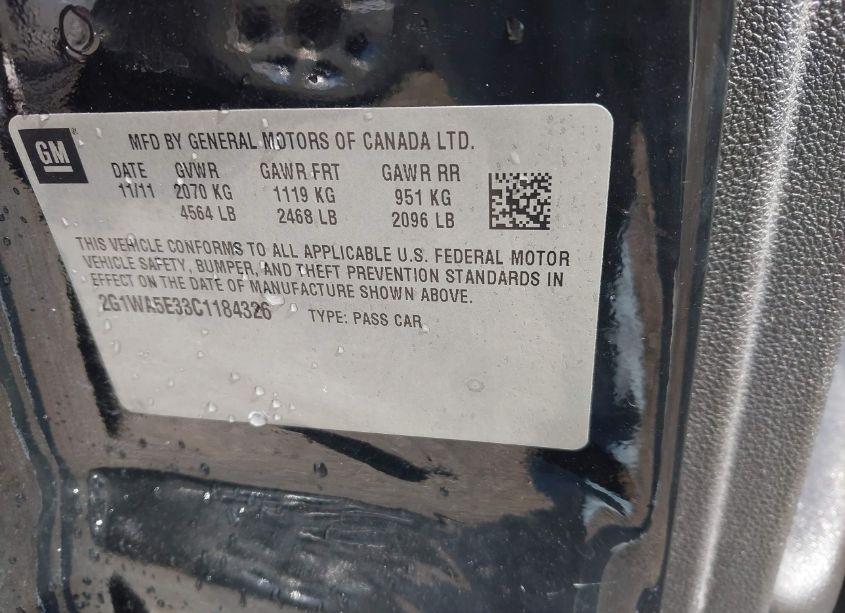 GM
MFD BY GENERAL MOTORS OF CANADA LTD.
DATE GVWR GAWR FRT GAWR RR
11/11 2070 KG 1119 KG 951 KG
4564 LB 2468 LB 2096 LB
THIS VEHICLE CONFORMS TO ALL APPLICABLE U.S. FEDERAL MOTOR
VEHICLE SAFETY, BUMPER, AND THEFT PREVENTION STANDARDS IN
EFFECT ON THE DATE OF MANUFACTURE SHOWN ABOVE.
2G1WA5E33C1184326 TYPE: PASS CAR